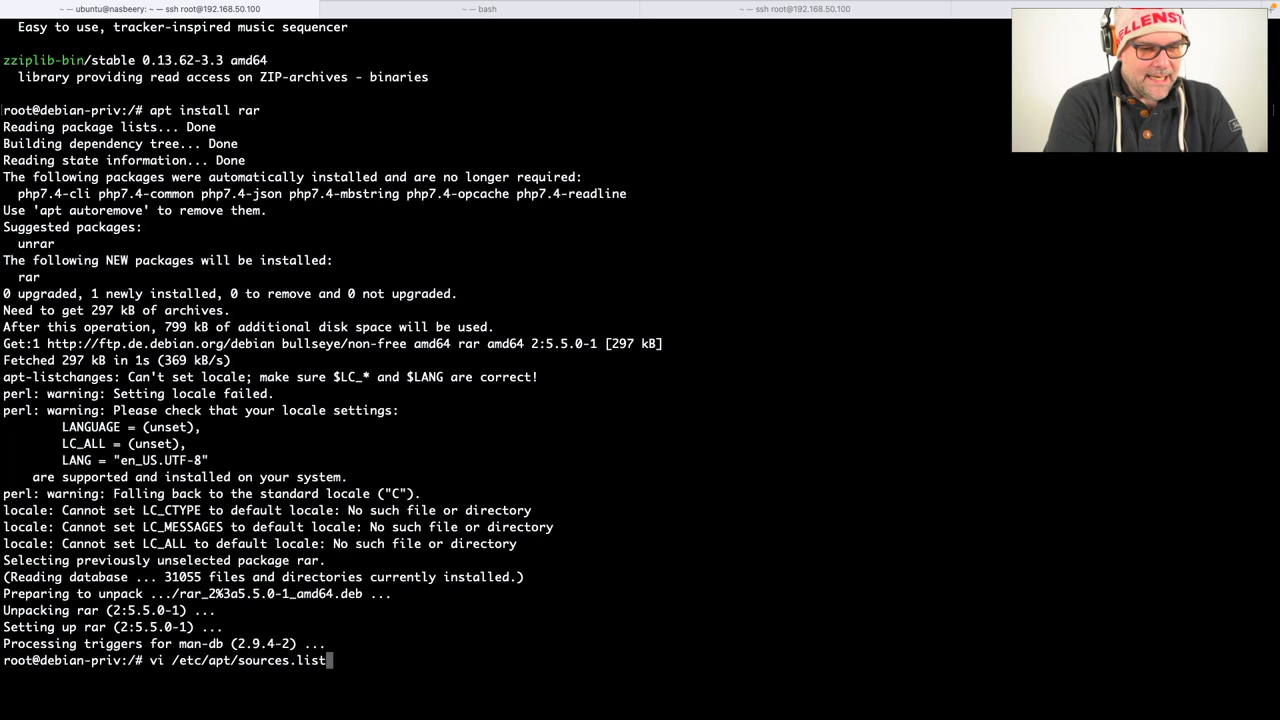 ~ — ubuntu@nasbeery: ~ — ssh root@192.168.50.100
~ — -bash
~ — ssh root@192.168.50.100
Easy to use, tracker-inspired music sequencer
zziplib-bin/stable 0.13.62-3.3 amd64
library providing read access on ZIP-archives - binaries
root@debian-priv:/# apt install rar
Reading package lists... Done
Building dependency tree... Done
Reading state information... Done
The following packages were automatically installed and are no longer required:
php7.4-cli php7.4-common php7.4-json php7.4-mbstring php7.4-opcache php7.4-readline
Use 'apt autoremove' to remove them.
Suggested packages:
unrar
The following NEW packages will be installed:
rar
0 upgraded, 1 newly installed, 0 to remove and 0 not upgraded.
Need to get 297 kB of archives.
After this operation, 799 kB of additional disk space will be used.
Get:1 http://ftp.de.debian.org/debian bullseye/non-free amd64 rar amd64 2:5.5.0-1 [297 kB]
Fetched 297 kB in 1s (369 kB/s)
apt-listchanges: Can't set locale; make sure $LC_* and $LANG are correct!
perl: warning: Setting locale failed.
perl: warning: Please check that your locale settings:
LANGUAGE = (unset),
LC_ALL = (unset),
LANG = "en_US.UTF-8"
are supported and installed on your system.
perl: warning: Falling back to the standard locale ("C").
locale: Cannot set LC_CTYPE to default locale: No such file or directory
locale: Cannot set LC_MESSAGES to default locale: No such file or directory
locale: Cannot set LC_ALL to default locale: No such file or directory
Selecting previously unselected package rar.
(Reading database ... 31055 files and directories currently installed.)
Preparing to unpack .../rar_2%3a5.5.0-1_amd64.deb ...
Unpacking rar (2:5.5.0-1) ...
Setting up rar (2:5.5.0-1) ...
Processing triggers for man-db (2.9.4-2) ...
root@debian-priv:/# vi /etc/apt/sources.list
ELLENST